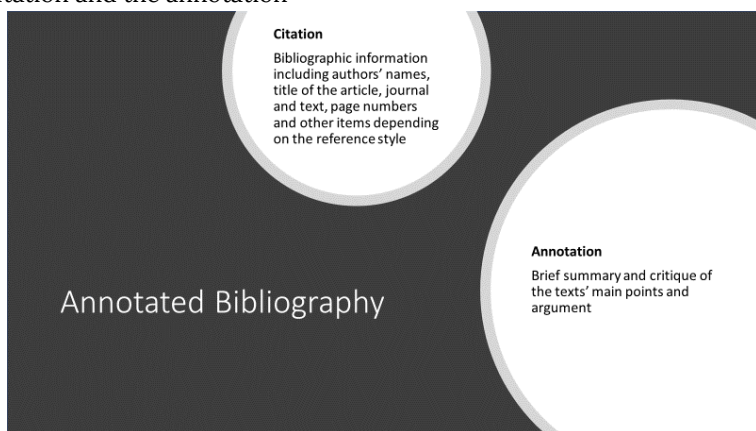 and the annotation
Citation
Bibliographic information
including authors’ names,
title of the article, journal
and text, page numbers
and other items depending
on the reference style
Annotation
Brief summary and critique of
the texts’ main points and
argument
Annotated Bibliography